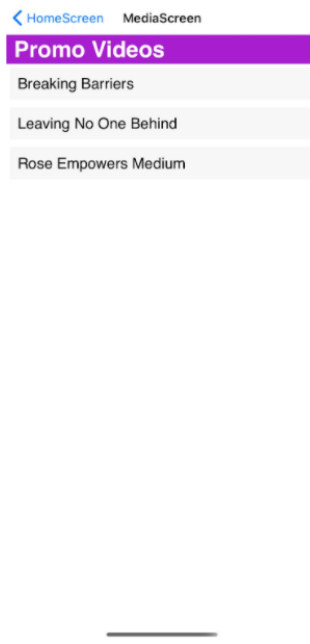 HomeScreen MediaScreen
Promo Videos
Breaking Barriers
Leaving No One Behind
Rose Empowers Medium